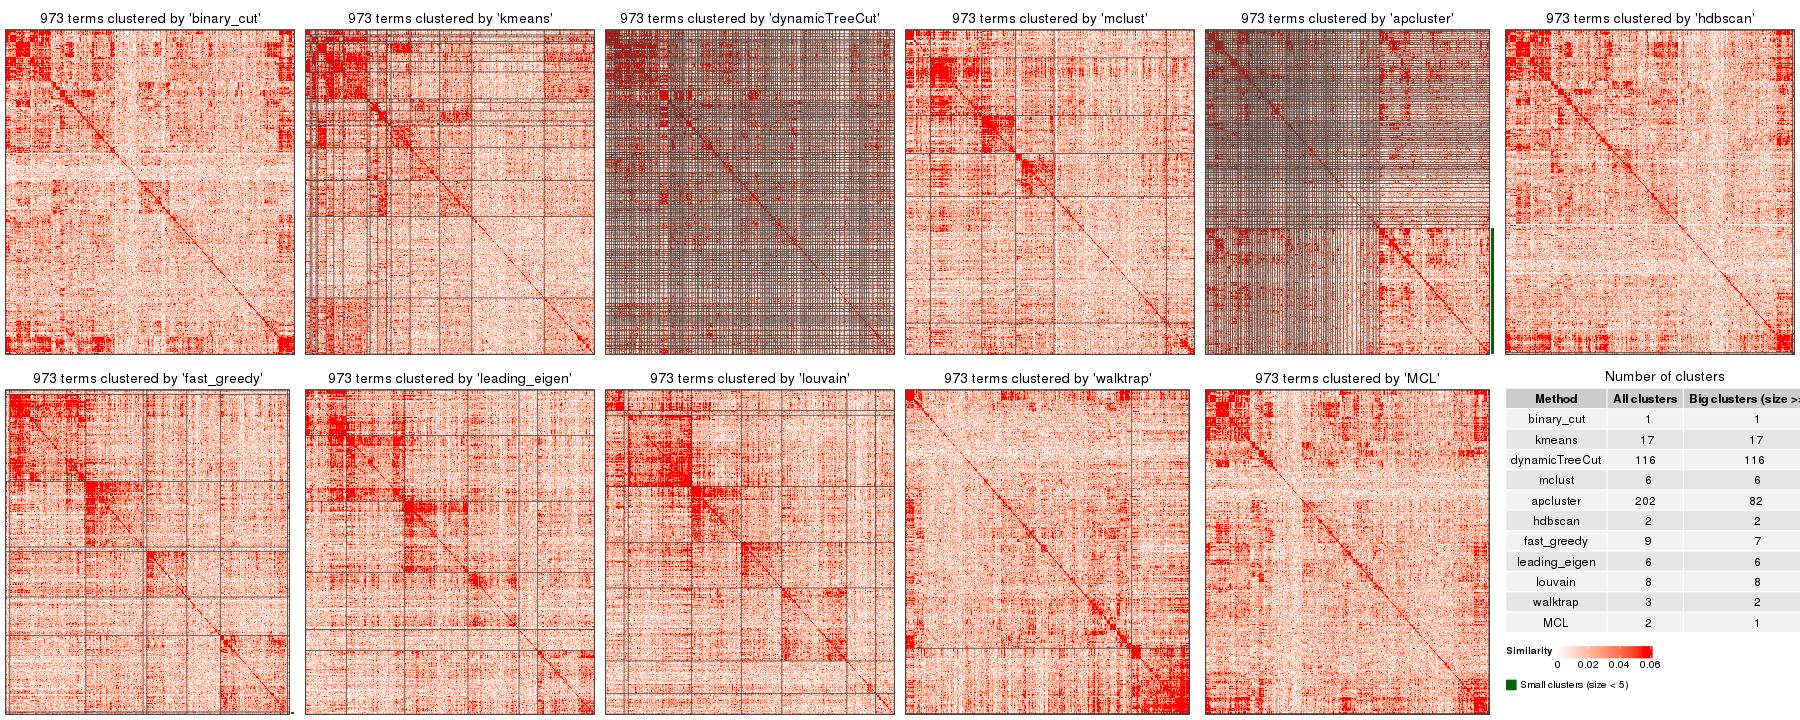 973 terms clustered by 'binary_cut'
973 terms clustered by 'kmeans'
973 terms clustered by 'dynamicTreeCut'
973 terms clustered by 'mclust'
973 terms clustered by 'apcluster'
973 terms clustered by 'hdbscan'
973 terms clustered by 'fast_greedy'
973 terms clustered by 'leading_eigen'
973 terms clustered by 'louvain'
973 terms clustered by 'walktrap'
973 terms clustered by 'MCL'
Number of clusters
Method All clusters Big clusters (size >
binary_cut 1 1
kmeans 17 17
dynamicTreeCut 116 116
mclust 6 6
apcluster 202 82
hdbscan 2 2
fast_greedy 9 7
leading_eigen 6 6
louvain 8 8
walktrap 3 2
MCL 2 1
Similarity
0 0.02 0.04 0.06
Small clusters (size < 5)